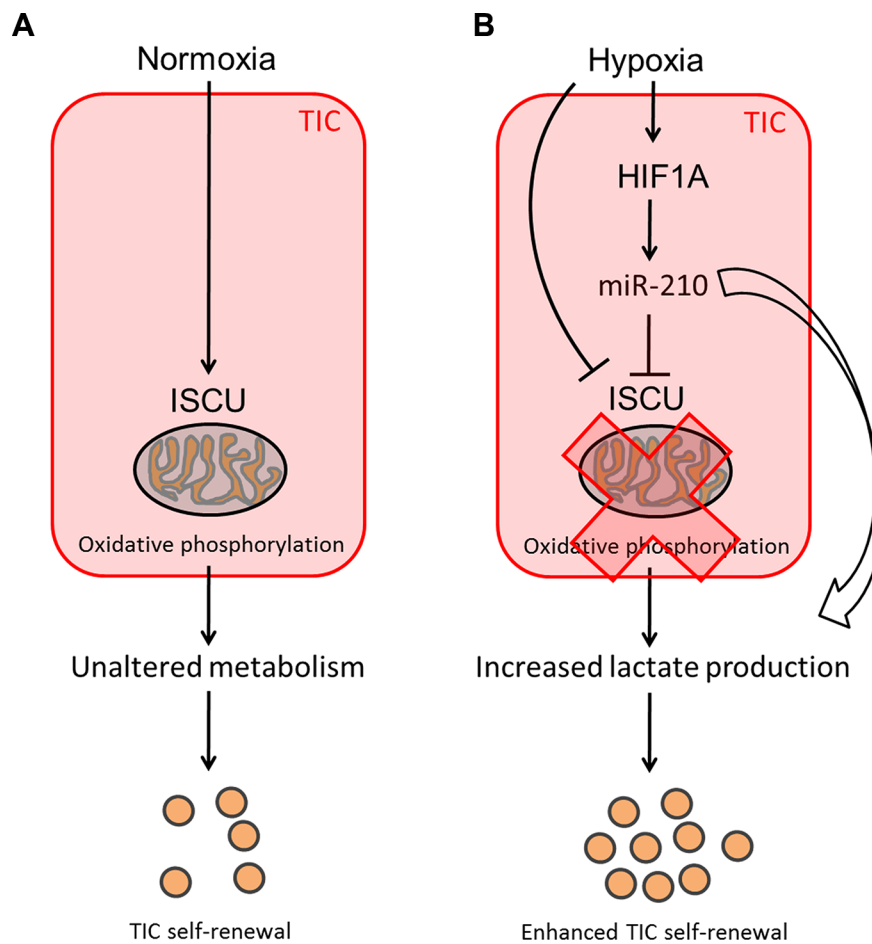 A
Normoxia
TIC
ISCU
Oxidative phosphorylation
Unaltered metabolism
TIC self-renewal
B
Hypoxia
TIC
HIF1A
miR-210
ISCU
Oxidative phosphorylation
Increased lactate production
Enhanced TIC self-renewal